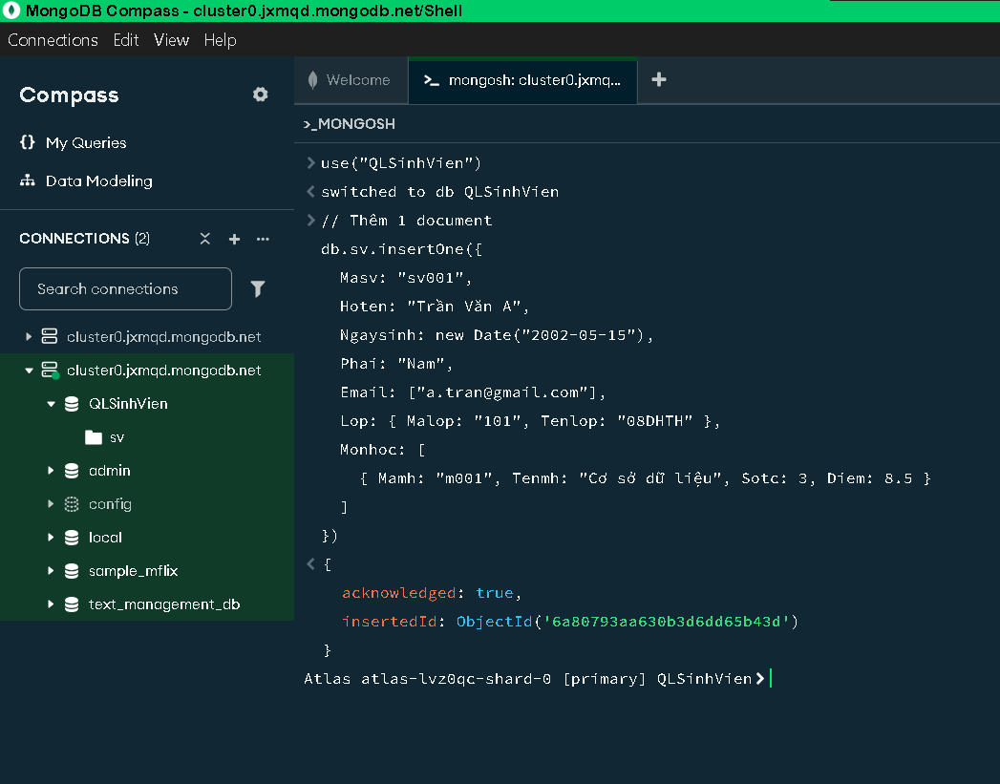 MongoDB Compass - cluster0.jxmqd.mongodb.net/Shell
Connections Edit View Help
Compass
{} My Queries
Data Modeling
CONNECTIONS (2)
Search connections
cluster0.jxmqd.mongodb.net
cluster0.jxmqd.mongodb.net
QLSinhVien
sv
admin
config
local
sample_mflix
text_management_db
Welcome
>_ mongosh: cluster0.jxmq...
>_MONGOSH
> use("QLSinhVien")
< switched to db QLSinhVien
> // Thêm 1 document
db.sv.insertOne({
Masv: "sv001",
Hoten: "Trần Văn A",
Ngaysinh: new Date("2002-05-15"),
Phai: "Nam",
Email: ["a.tran@gmail.com"],
Lop: { Malop: "101", Tenlop: "08DHTH" },
Monhoc: [
{ Mamh: "m001", Tenmh: "Cơ sở dữ liệu", Sotc: 3, Diem: 8.5 }
]
})
< {
acknowledged: true,
insertedId: ObjectId('6a80793aa630b3d6dd65b43d')
}
Atlas atlas-lvz0qc-shard-0 [primary] QLSinhVien>